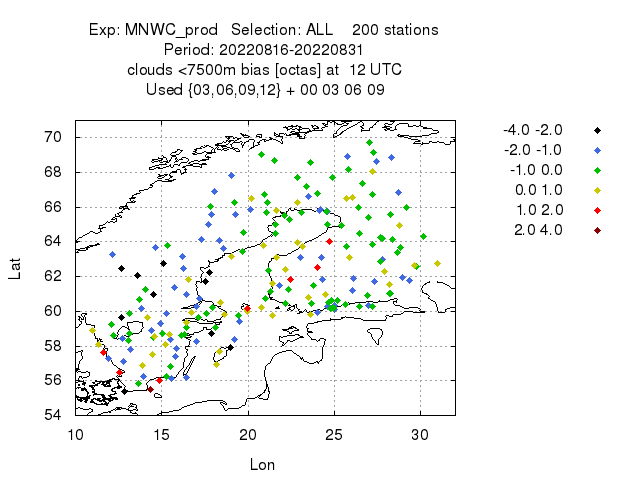 Exp: MNWC_prod   Selection: ALL    200 stations
Period: 20220816-20220831
clouds <7500m bias [octas] at  12 UTC
Used {03,06,09,12} + 00 03 06 09
-4.0 -2.0
-2.0 -1.0
-1.0 0.0
0.0 1.0
1.0 2.0
2.0 4.0
70
68
66
64
62
60
58
56
54
Lat
10 15 20 25 30
Lon